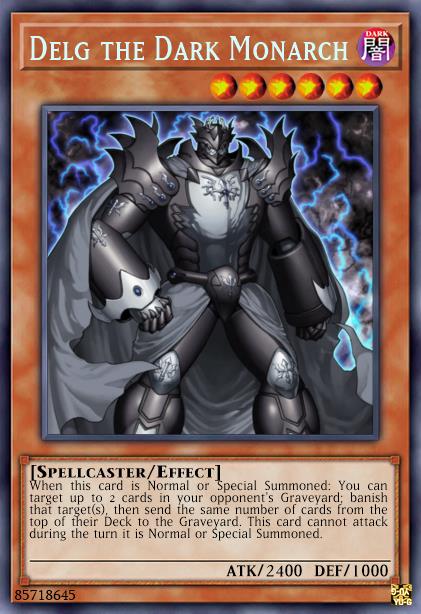 DELG THE DARK MONARCH
DARK
闇
[SPELLCASTER/EFFECT]
When this card is Normal or Special Summoned: You can
target up to 2 cards in your opponent's Graveyard; banish
that target(s), then send the same number of cards from the
top of their Deck to the Graveyard. This card cannot attack
during the turn it is Normal or Special Summoned.
ATK/2400 DEF/1000
85718645